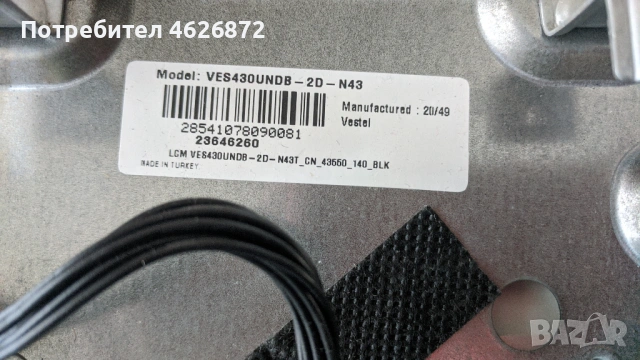 Потребител 4626872
Model: VES430UNDB-2D-N43
Manufactured : 20/49
Vestel
28541078090081
23646260
LCM VES430UNDB-2D-N43T_CN_43550_140_BLK
MADE IN TURKEY
BAZAR